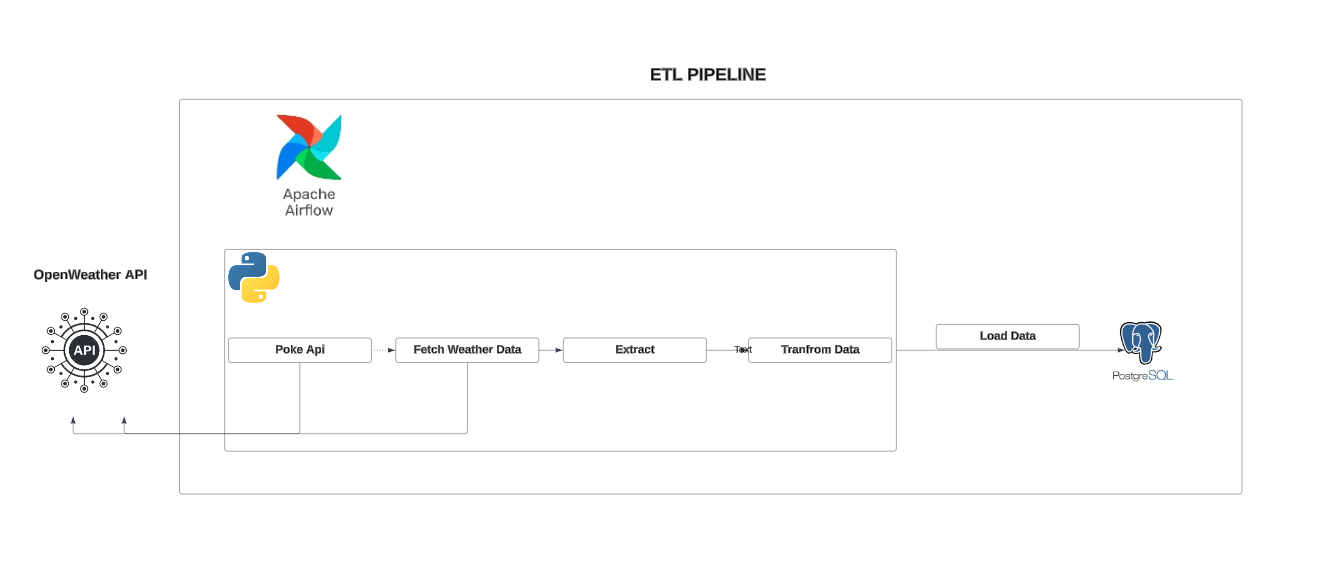 ETL PIPELINE
Apache
Airflow
OpenWeather API
API
Poke Api
Fetch Weather Data
Extract
Text
Tranfrom Data
Load Data
PostgreSQL